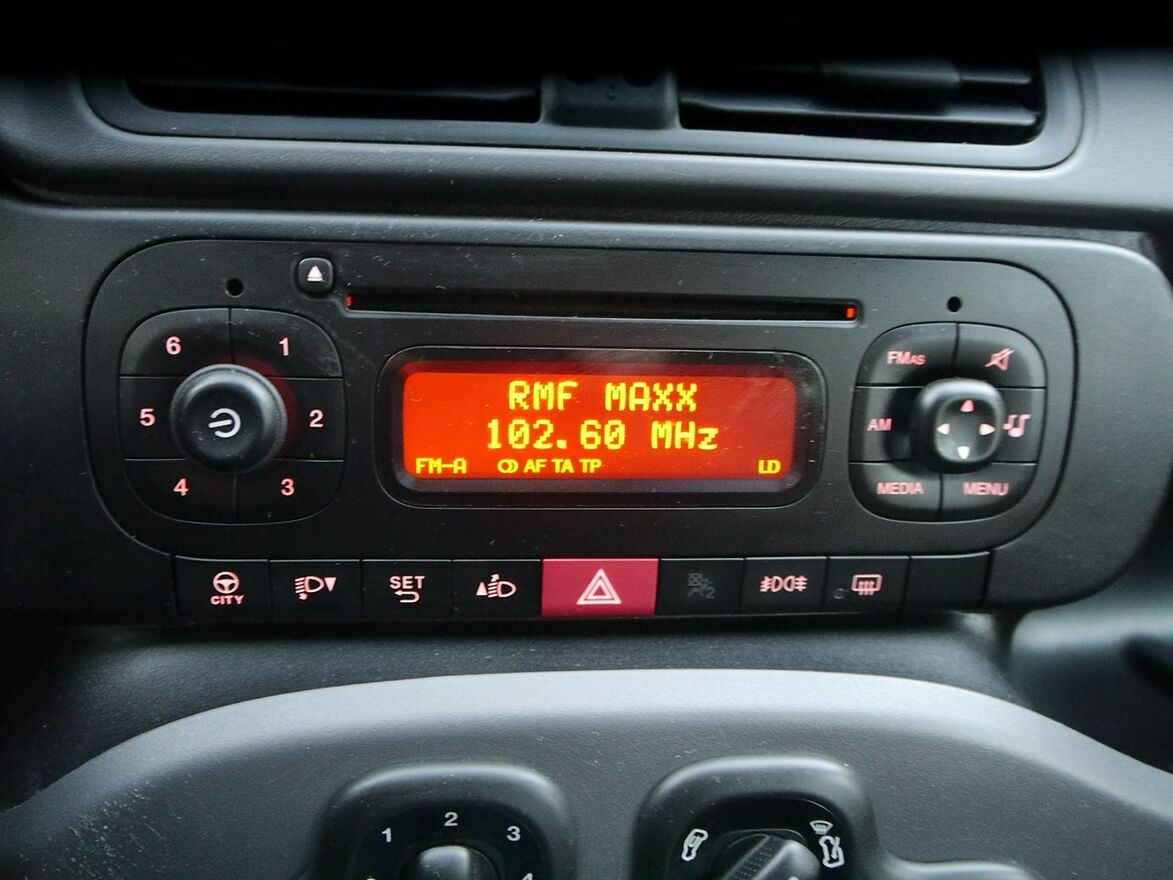 6 1
5 2
4 3
RMF MAXX
102.60 MHz
FM-A AF TA TP LD
FMAS
AM
MEDIA MENU
CITY
SET
1 2 3